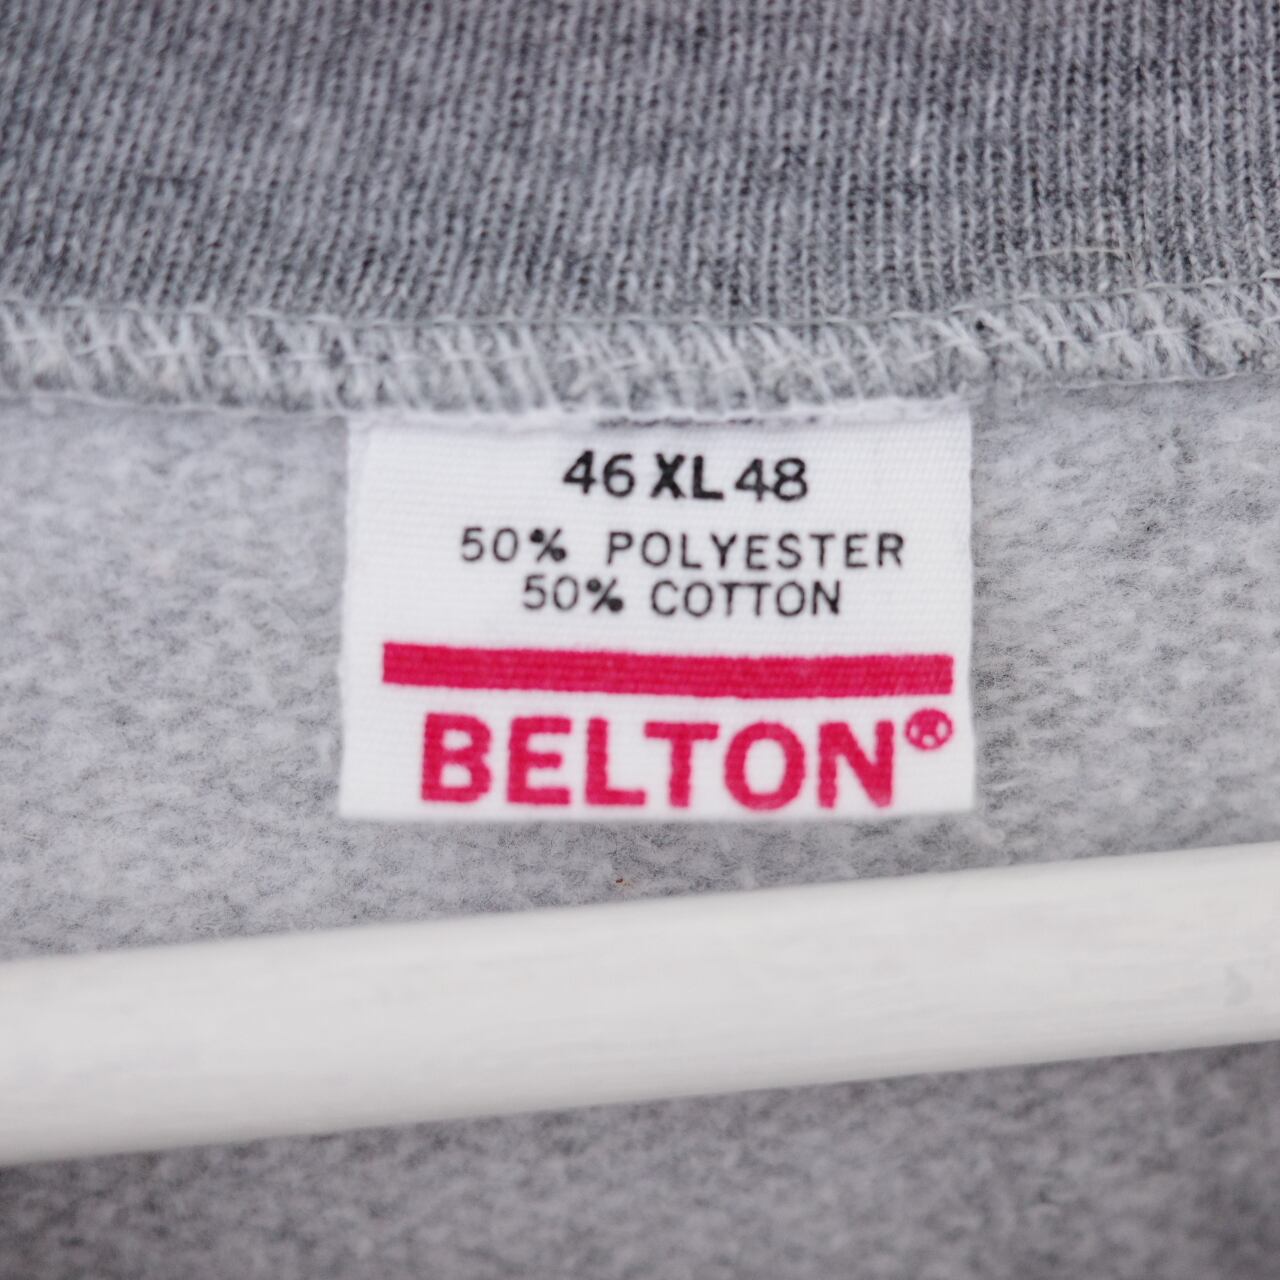 46 XL 48
50% POLYESTER
50% COTTON
BELTON®